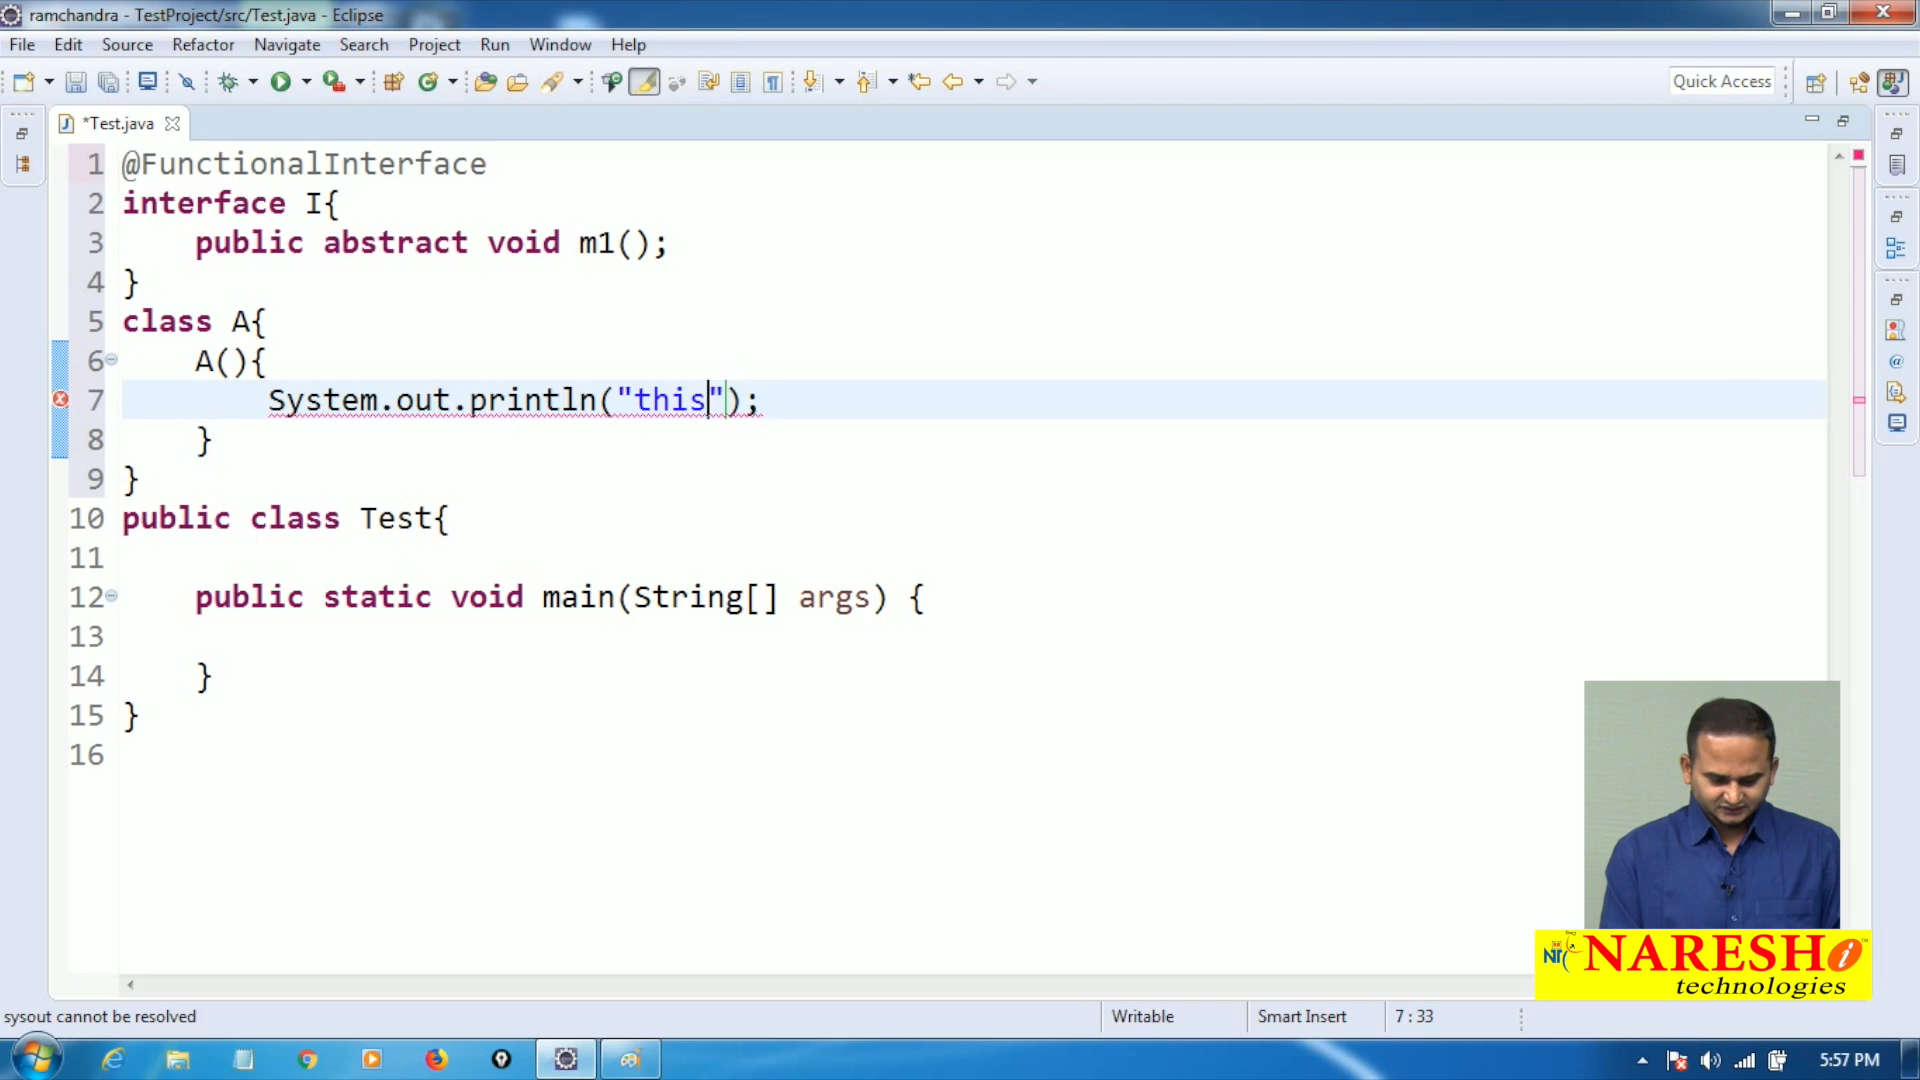 ramchandra - TestProject/src/Test.java - Eclipse
File Edit Source Refactor Navigate Search Project Run Window Help
Quick Access
*Test.java
1 @FunctionalInterface
2 interface I{
3 public abstract void m1();
4 }
5 class A{
6 A(){
7 System.out.println("this");
8 }
9 }
10 public class Test{
11
12 public static void main(String[] args) {
13
14 }
15 }
16
NARESH i
technologies
sysout cannot be resolved
Writable
Smart Insert
7 : 33
5:57 PM